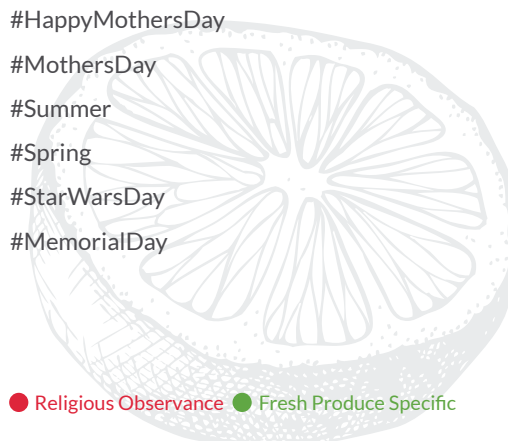 #HappyMothersDay
#MothersDay
#Summer
#Spring
#StarWarsDay
#MemorialDay
Religious Observance Fresh Produce Specific